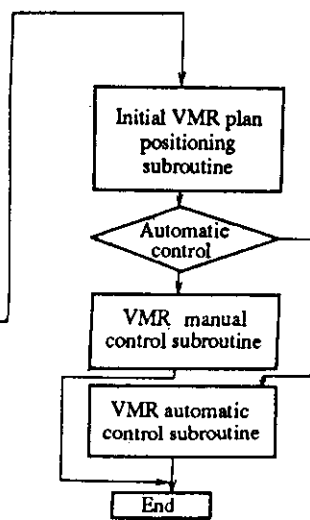 Initial VMR plan
positioning
subroutine
Automatic
control
VMR manual
control subroutine
VMR automatic
control subroutine
End